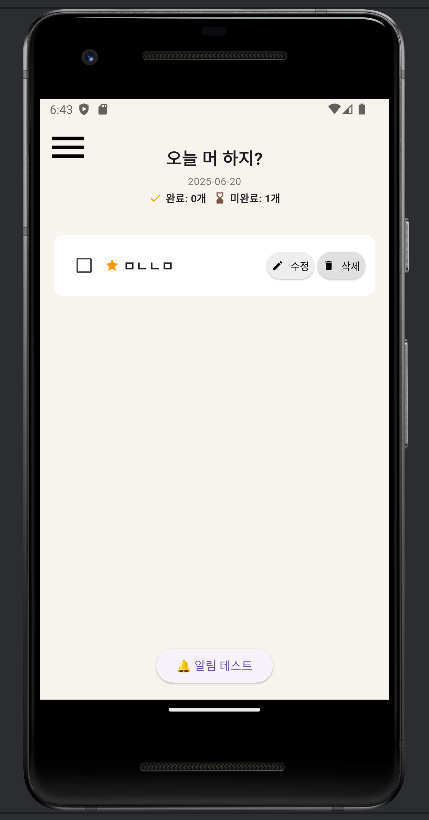 6:43
오늘 머 하지?
2025-06-20
완료: 0개 미완료: 1개
ㅁㄴㄴㅁ 수정 삭제
알림 테스트